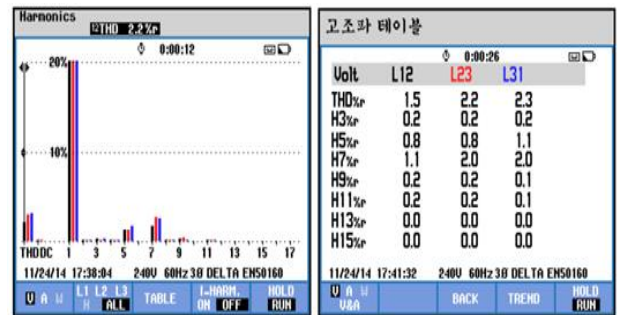 Harmonics
12THD 2.2%r
0:00:12
20%
10%
THDDC 1 3 5 7 9 11 13 15 17
11/24/14 17:38:04 240V 60Hz 3Ø DELTA EN50160
V A W
L1 L2 L3
N ALL
TABLE
I-HARM.
ON OFF
HOLD
RUN
고조파 테이블
0:00:26
Volt L12 L23 L31
THD%r 1.5 2.2 2.3
H3%r 0.2 0.2 0.2
H5%r 0.8 0.8 1.1
H7%r 1.1 2.0 2.0
H9%r 0.2 0.2 0.1
H11%r 0.2 0.2 0.1
H13%r 0.0 0.0 0.0
H15%r 0.0 0.0 0.0
11/24/14 17:41:32 240V 60Hz 3Ø DELTA EN50160
V A W
V&A
BACK
TREND
HOLD
RUN